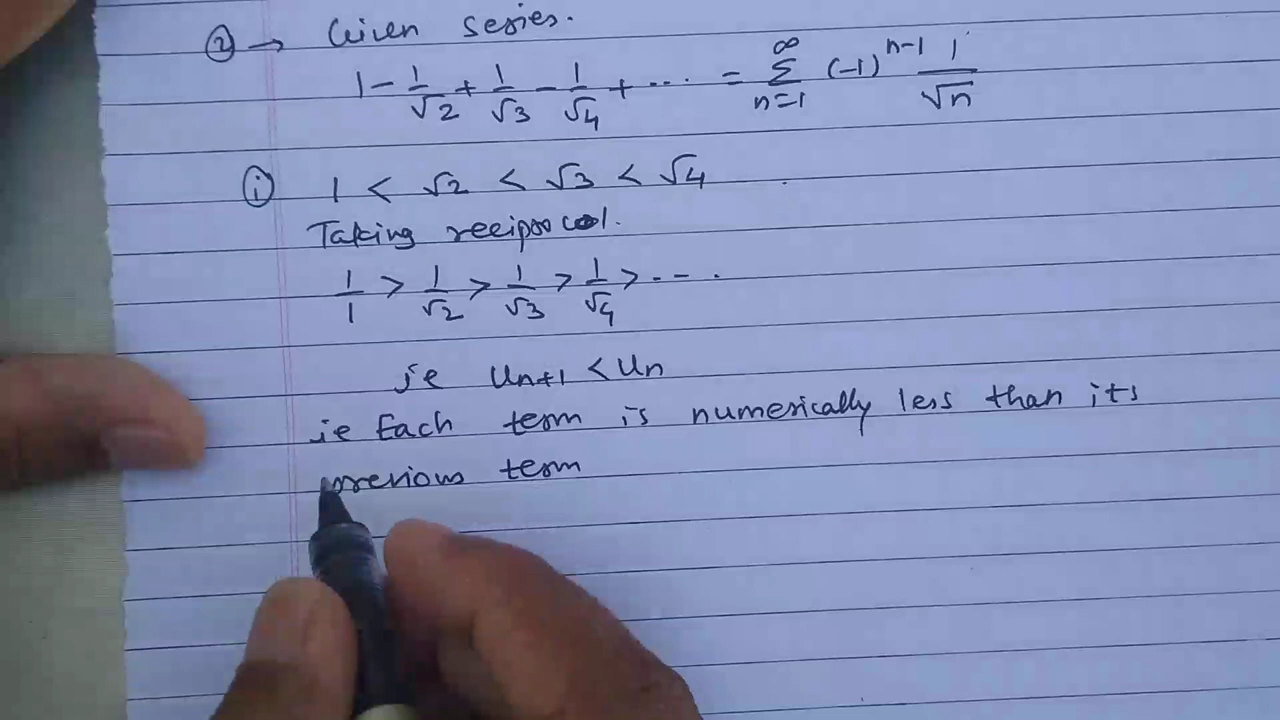 ② → Given series.
1 - 1/√2 + 1/√3 - 1/√4 + .... = ∞Σn=1 (-1)^n-1 1/√n
ⓘ 1 < √2 < √3 < √4
Taking reciprocal.
1/1 > 1/√2 > 1/√3 > 1/√4 > ----
ie Un+1 < Un
ie Each term is numerically less than its
previous term